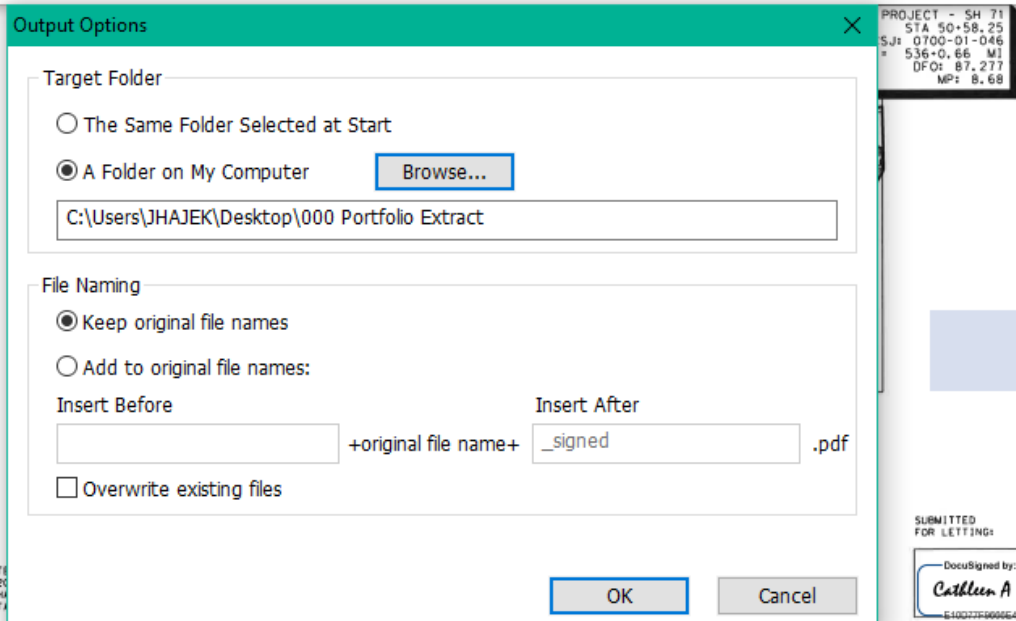 Output Options
Target Folder
The Same Folder Selected at Start
A Folder on My Computer
Browse...
C:\Users\JHAJEK\Desktop\000 Portfolio Extract
File Naming
Keep original file names
Add to original file names:
Insert Before
Insert After
+original file name+
_signed
.pdf
Overwrite existing files
OK
Cancel
PROJECT - SH 71
STA 50+58.25
SJ: 0700-01-046
= 536+0.66 MI
DFO: 87.277
MP: 8.68
SUBMITTED
FOR LETTING:
DocuSigned by:
Cathleen A